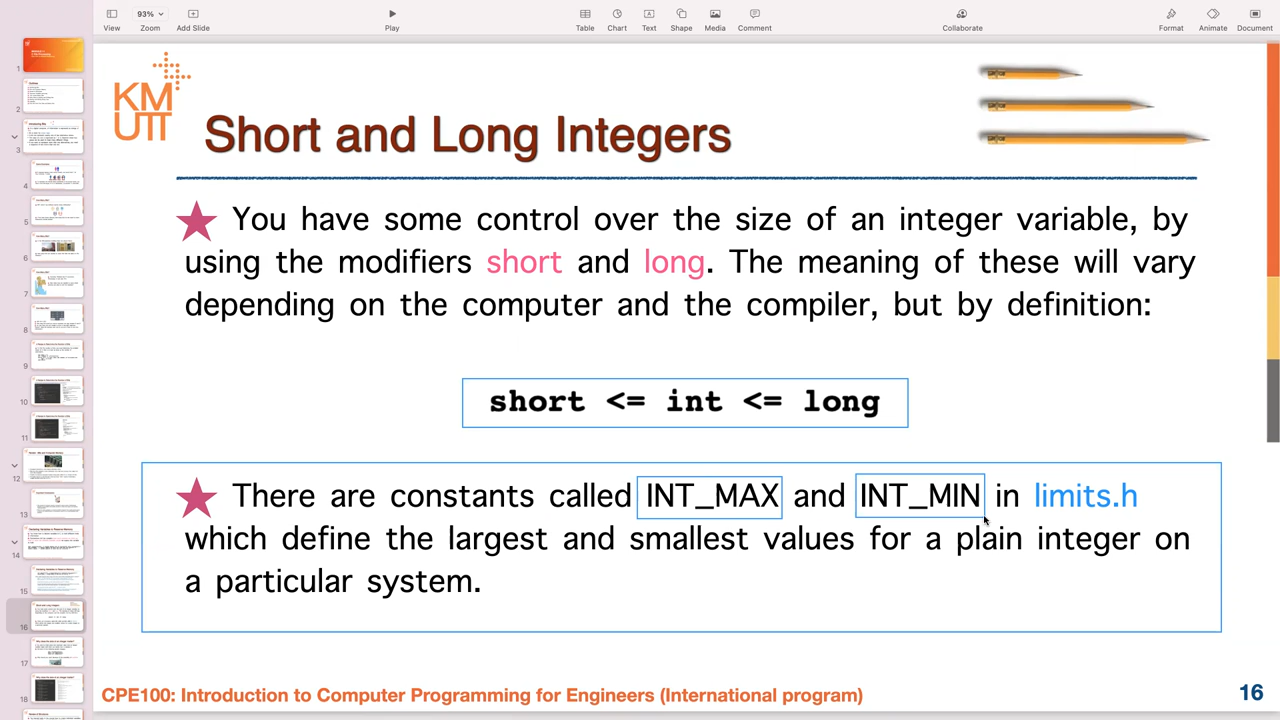 93%
View
Zoom
Add Slide
Play
Table
Chart
Text
Shape
Media
Comment
Collaborate
Format
Animate
Document
KM
UTT
Short and Long integers
You have some control over the size of an integer variable, by
using the modifiers short and long. The meaning of these will vary
depending on the computer and the compiler, but by definition:
short <= int <= long
There are constants called INT_MAX and INT_MIN in limits.h
which define the largest and smallest values for a plain integer on
a particular system.
CPE100: Introduction to Computer Programming for Engineers (International program)
16